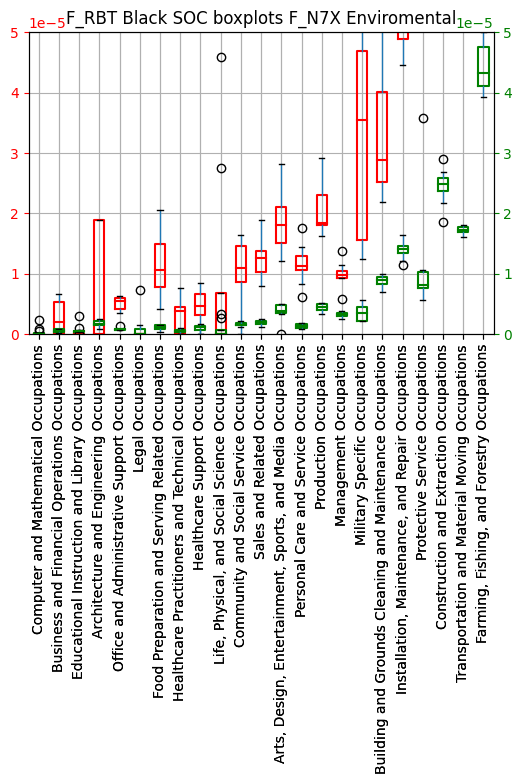 F_RBT Black SOC boxplots F_N7X Enviromental
1e−5
1e−5
5
4
3
2
1
0
5
4
3
2
1
0
Computer and Mathematical Occupations
Business and Financial Operations Occupations
Educational Instruction and Library Occupations
Architecture and Engineering Occupations
Office and Administrative Support Occupations
Legal Occupations
Food Preparation and Serving Related Occupations
Healthcare Practitioners and Technical Occupations
Healthcare Support Occupations
Life, Physical, and Social Science Occupations
Community and Social Service Occupations
Sales and Related Occupations
Arts, Design, Entertainment, Sports, and Media Occupations
Personal Care and Service Occupations
Production Occupations
Management Occupations
Military Specific Occupations
Building and Grounds Cleaning and Maintenance Occupations
Installation, Maintenance, and Repair Occupations
Protective Service Occupations
Construction and Extraction Occupations
Transportation and Material Moving Occupations
Farming, Fishing, and Forestry Occupations